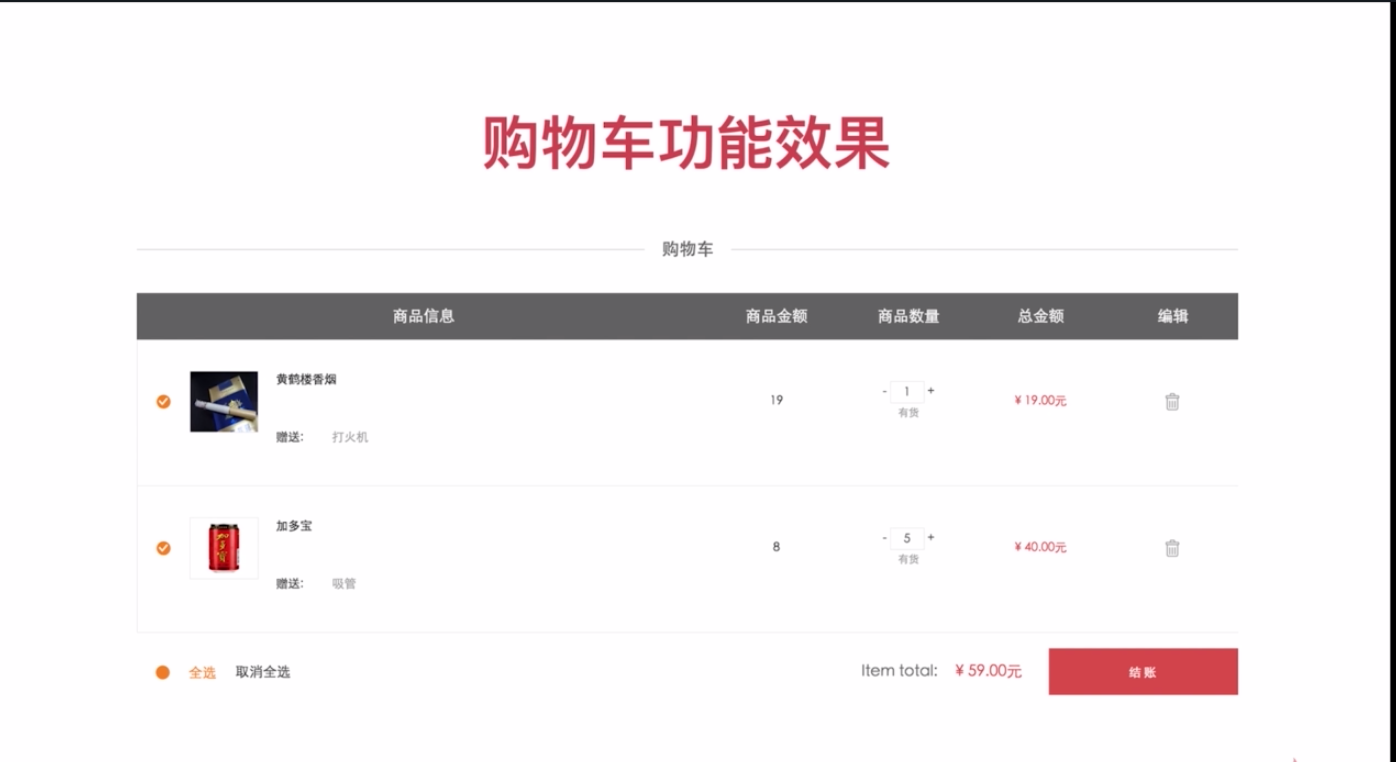 购物车功能效果
购物车
商品信息 商品金额 商品数量 总金额 编辑
黄鹤楼香烟
19
- 1 +
有货
¥ 19.00元
赠送: 打火机
加多宝
8
- 5 +
有货
¥ 40.00元
赠送: 吸管
全选 取消全选 Item total: ¥ 59.00元 结账